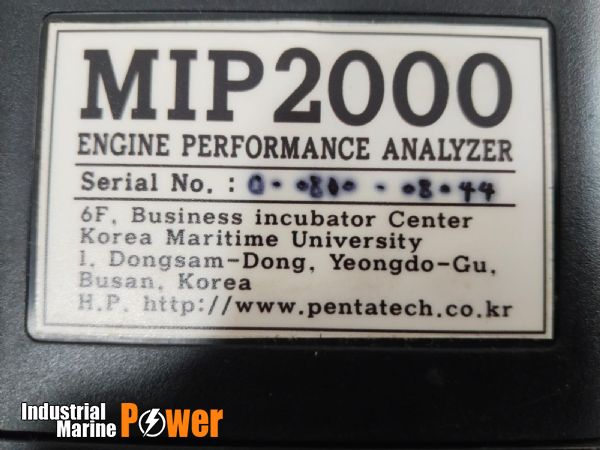 MIP2000
ENGINE PERFORMANCE ANALYZER
Serial No. :
6F, Business incubator Center
Korea Maritime University
1, Dongsam-Dong, Yeongdo-Gu,
Busan, Korea
H.P. http://www.pentatech.co.kr
Industrial
Marine
Power